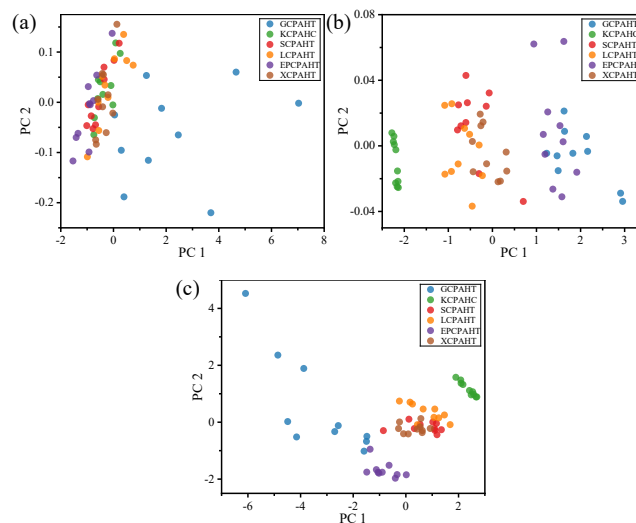 (a)
GCPAHT
KCPAHC
SCPAHT
LCPAHT
EPCPAHT
XCPAHT
PC 2
0.1
0.0
-0.1
-0.2
-2 0 2 4 6 8
PC 1
(b)
GCPAHT
KCPAHC
SCPAHT
LCPAHT
EPCPAHT
XCPAHT
PC 2
0.08
0.04
0.00
-0.04
-2 -1 0 1 2 3
PC 1
(c)
GCPAHT
KCPAHC
SCPAHT
LCPAHT
EPCPAHT
XCPAHT
PC 2
4
2
0
-2
-6 -4 -2 0 2
PC 1